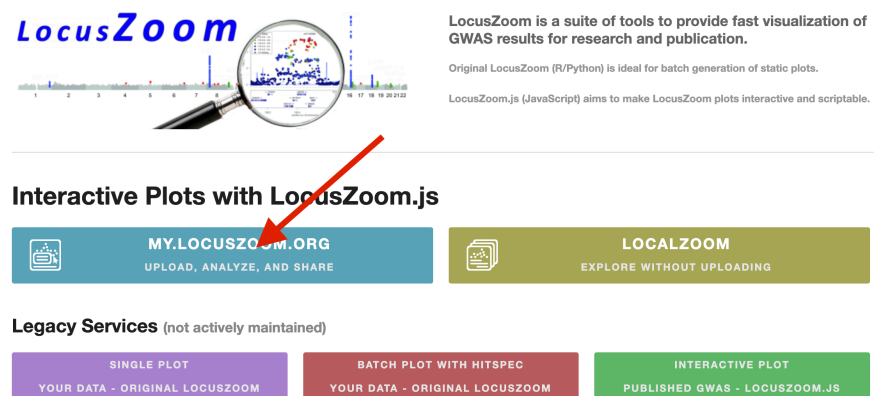 LocusZoom
LocusZoom is a suite of tools to provide fast visualization of
GWAS results for research and publication.
Original LocusZoom (R/Python) is ideal for batch generation of static plots.
LocusZoom.js (JavaScript) aims to make LocusZoom plots interactive and scriptable.
1 2 3 4 5 6 7 8 16 17 18 19 20 21 22
Interactive Plots with LocusZoom.js
MY.LOCUSZOOM.ORG
UPLOAD, ANALYZE, AND SHARE
LOCALZOOM
EXPLORE WITHOUT UPLOADING
Legacy Services (not actively maintained)
SINGLE PLOT
YOUR DATA - ORIGINAL LOCUSZOOM
BATCH PLOT WITH HITSPEC
YOUR DATA - ORIGINAL LOCUSZOOM
INTERACTIVE PLOT
PUBLISHED GWAS - LOCUSZOOM.JS